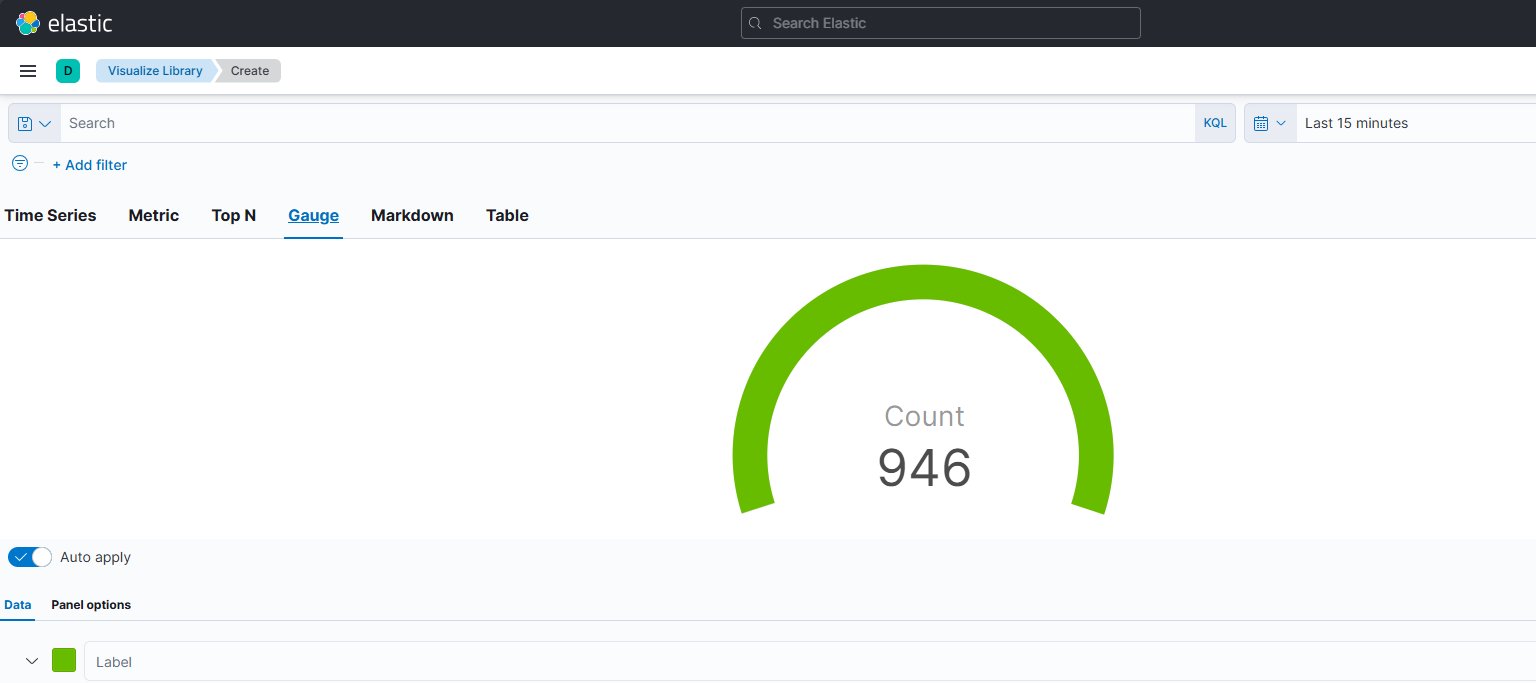 elastic
Search Elastic
D
Visualize Library
Create
Search
KQL
Last 15 minutes
+ Add filter
Time Series
Metric
Top N
Gauge
Markdown
Table
Count
946
Auto apply
Data
Panel options
Label